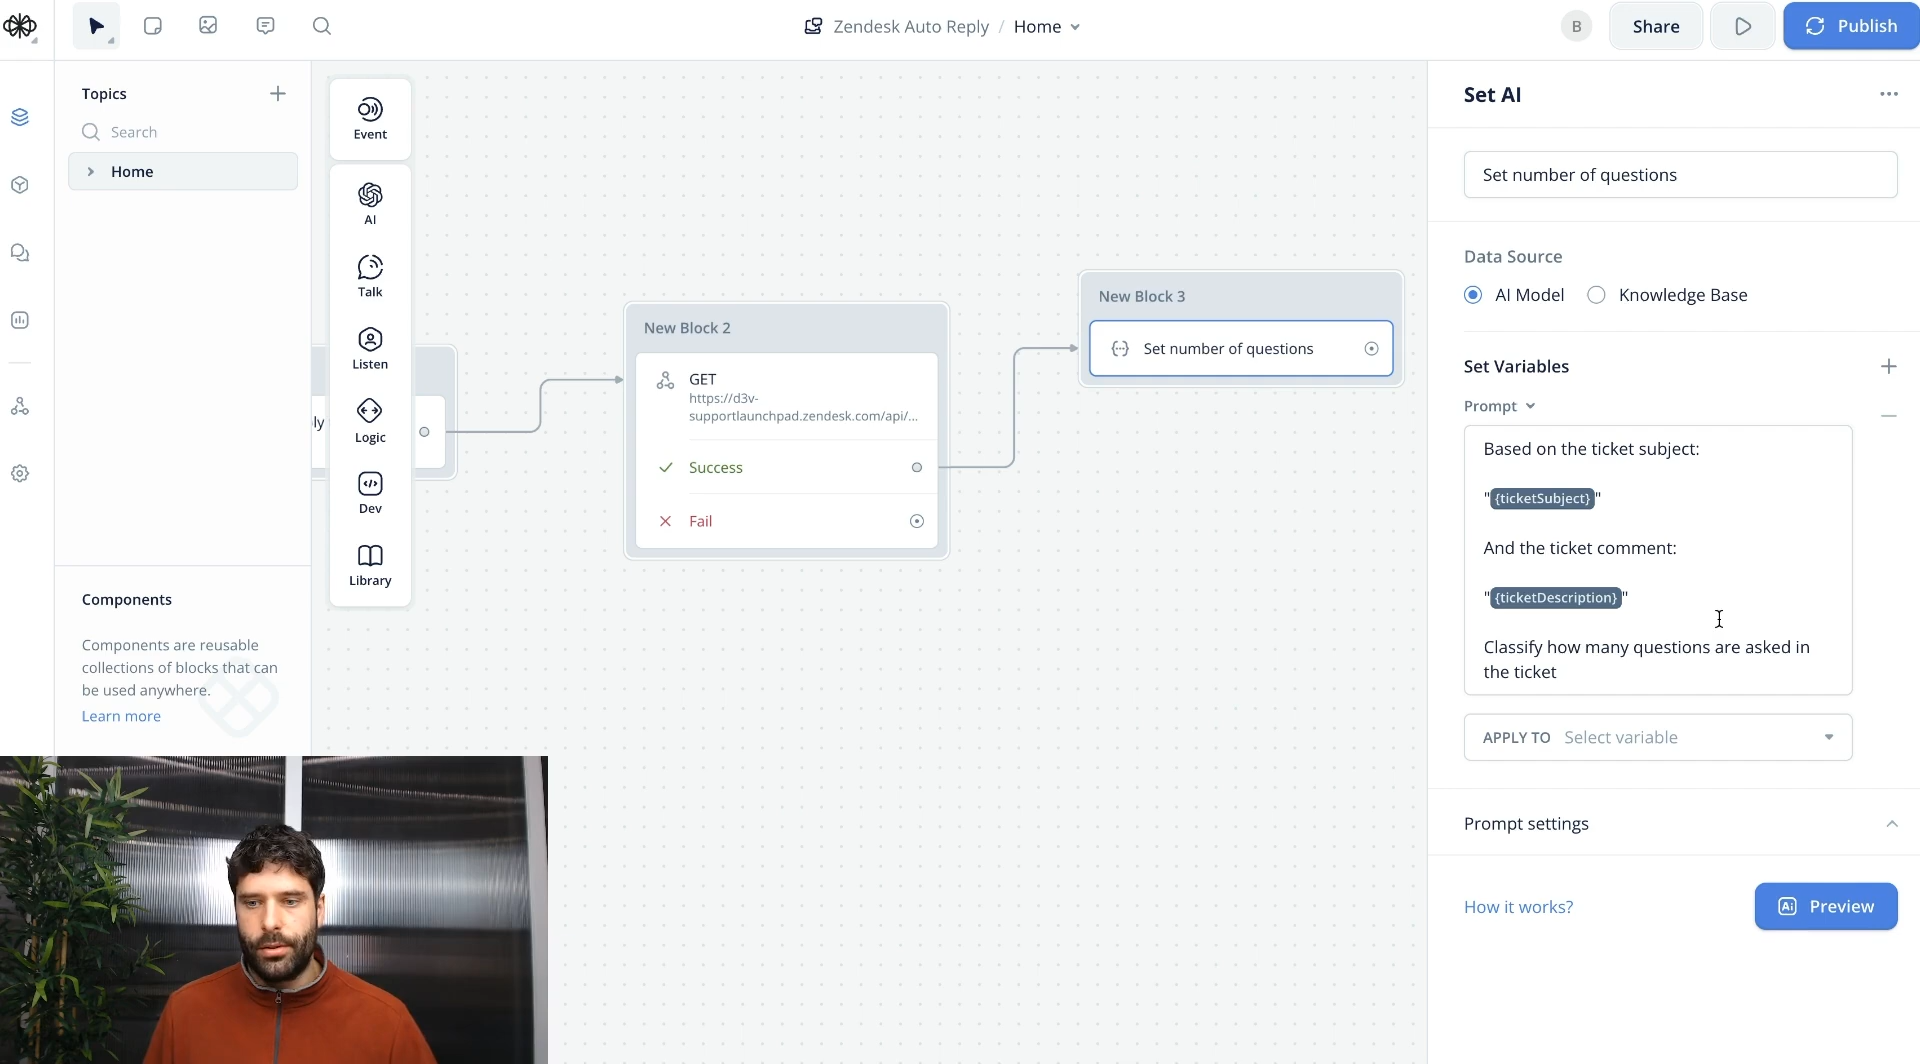 Zendesk Auto Reply / Home
B
Share
Publish
Topics
Search
Home
Components
Components are reusable
collections of blocks that can
be used anywhere.
Learn more
Event
AI
Talk
Listen
Logic
Dev
Library
ly
New Block 2
GET
https://d3v-
supportlaunchpad.zendesk.com/api/...
Success
Fail
New Block 3
Set number of questions
Set AI
Set number of questions
Data Source
AI Model
Knowledge Base
Set Variables
Prompt
Based on the ticket subject:
"{ticketSubject}"
And the ticket comment:
"{ticketDescription}"
Classify how many questions are asked in
the ticket
APPLY TO Select variable
Prompt settings
How it works?
Ai Preview